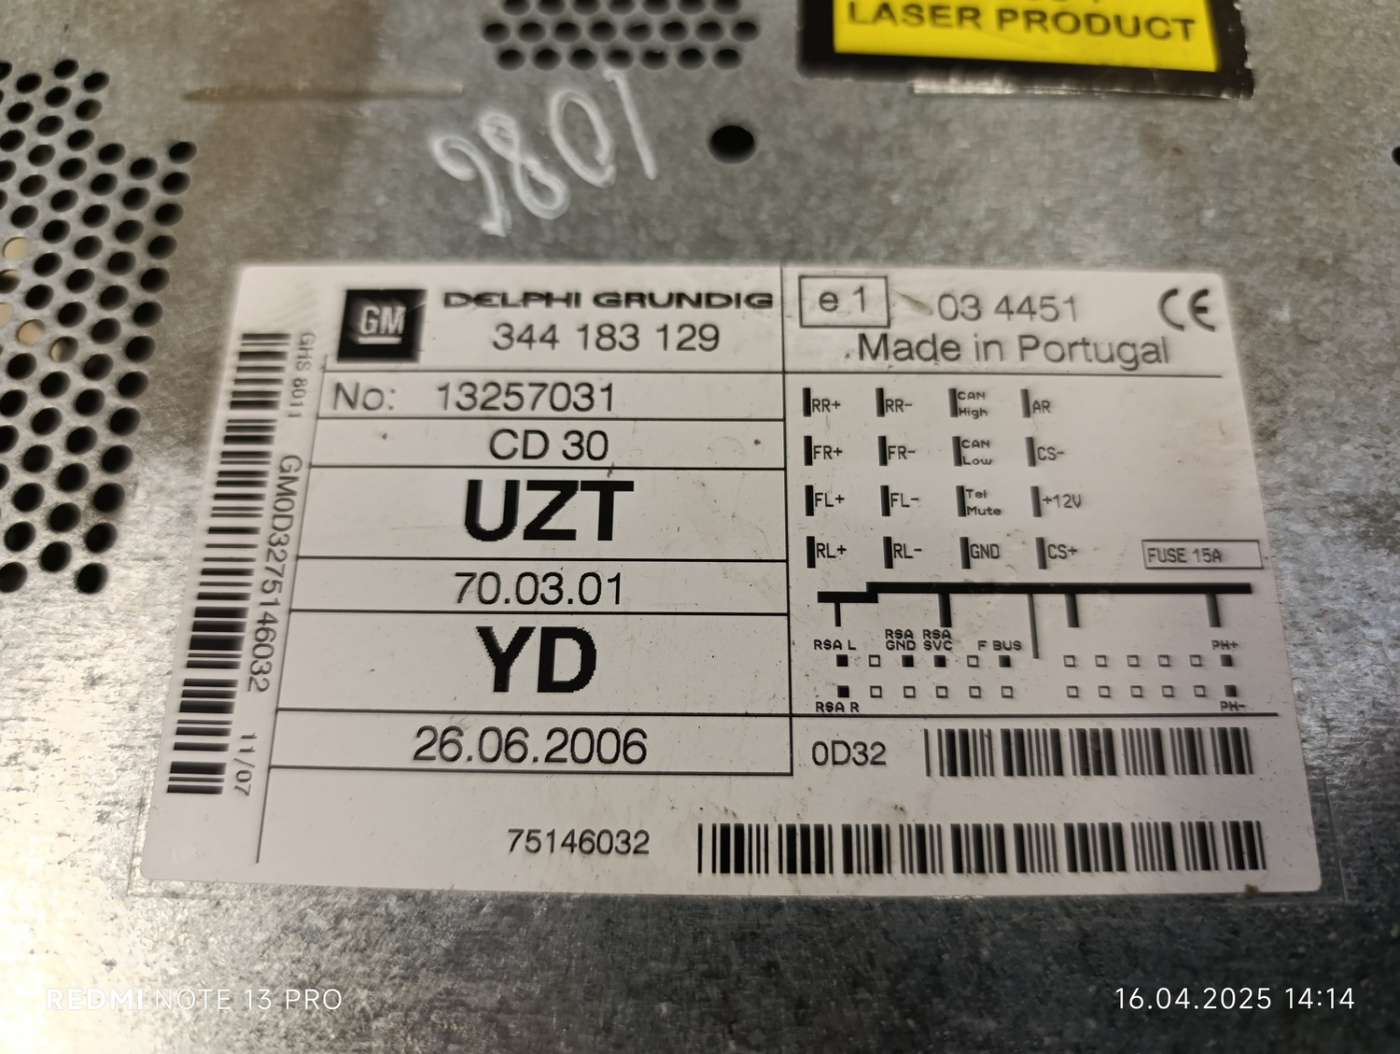 LASER PRODUCT
9801
GM
DELPHI GRUNDIG
344 183 129
No: 13257031
CD 30
UZT
70.03.01
YD
26.06.2006
e 1
03 4451
CE
Made in Portugal
RR+ RR- CAN High AR
FR+ FR- CAN Low CS-
FL+ FL- Tel Mute +12V
RL+ RL- GND CS+
FUSE 15A
RSA L RSA GND RSA SVC F BUS PH+
RSA R PH-
0D32
75146032
GHS 8011
GM0D3275146032
11/07
REDMI NOTE 13 PRO
16.04.2025 14:14